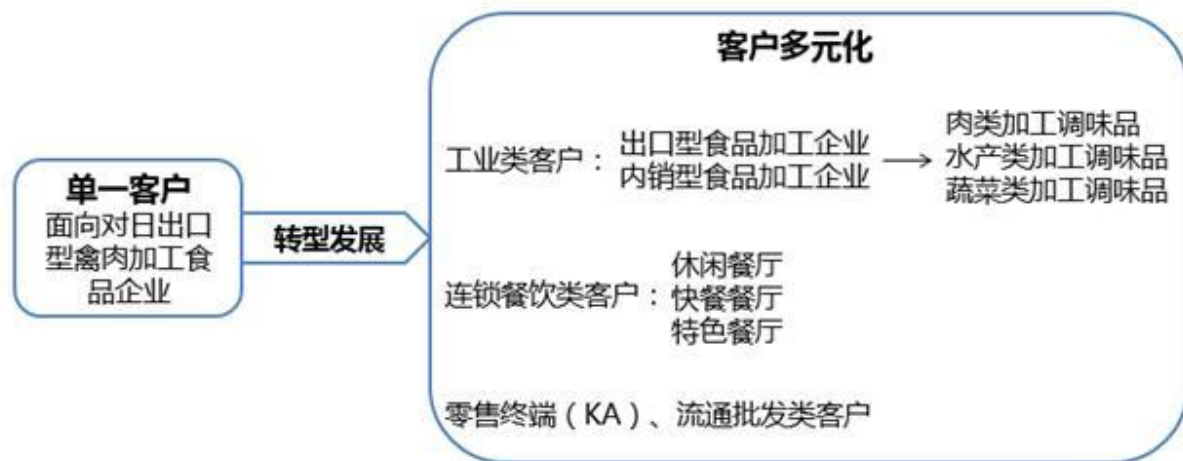 单一客户
面向对日出口
型禽肉加工食
品企业
转型发展
客户多元化
工业类客户：
出口型食品加工企业
内销型食品加工企业
肉类加工调味品
水产类加工调味品
蔬菜类加工调味品
连锁餐饮类客户：
休闲餐厅
快餐餐厅
特色餐厅
零售终端（KA）、流通批发类客户